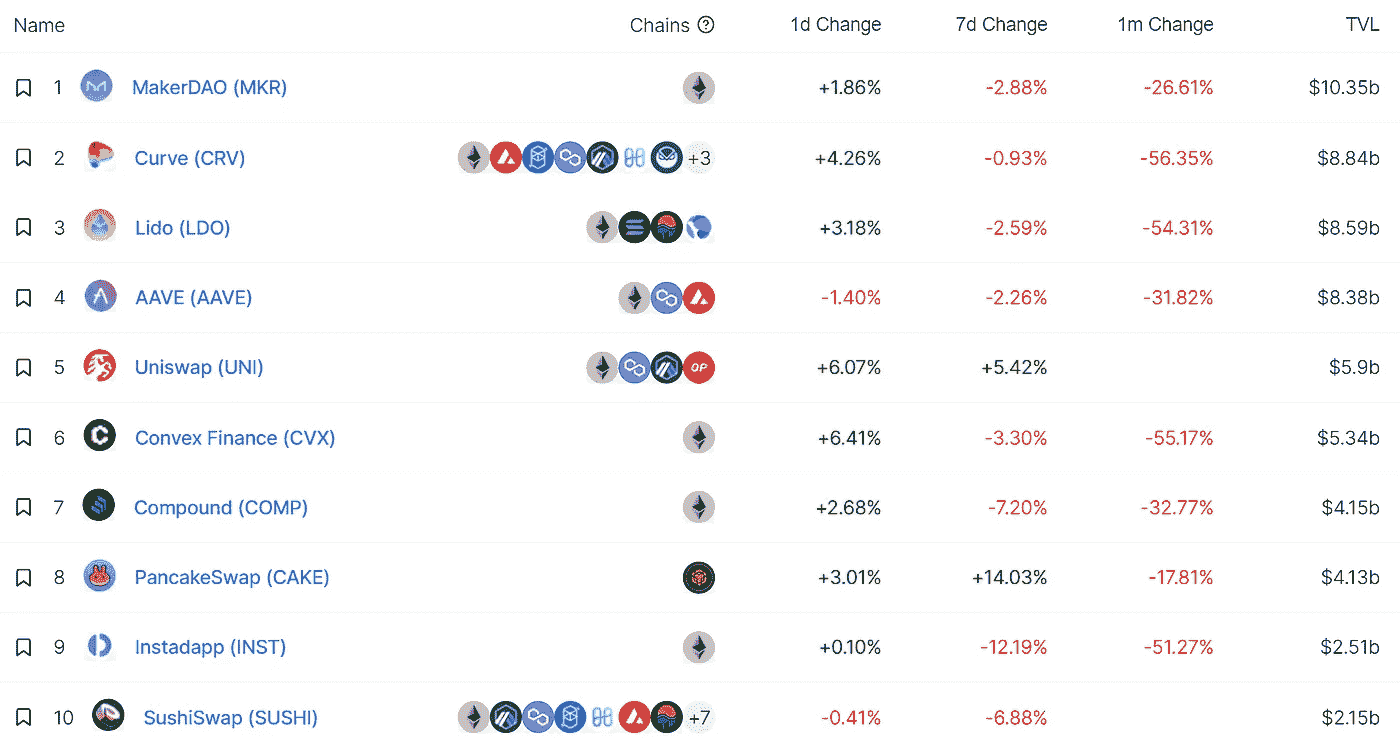 Name Chains ? 1d Change 7d Change 1m Change TVL
1 MakerDAO (MKR) +1.86% -2.88% -26.61% $10.35b
2 Curve (CRV) +3 +4.26% -0.93% -56.35% $8.84b
3 Lido (LDO) +3.18% -2.59% -54.31% $8.59b
4 AAVE (AAVE) -1.40% -2.26% -31.82% $8.38b
5 Uniswap (UNI) OP +6.07% +5.42% $5.9b
6 Convex Finance (CVX) +6.41% -3.30% -55.17% $5.34b
7 Compound (COMP) +2.68% -7.20% -32.77% $4.15b
8 PancakeSwap (CAKE) +3.01% +14.03% -17.81% $4.13b
9 Instadapp (INST) +0.10% -12.19% -51.27% $2.51b
10 SushiSwap (SUSHI) +7 -0.41% -6.88% $2.15b